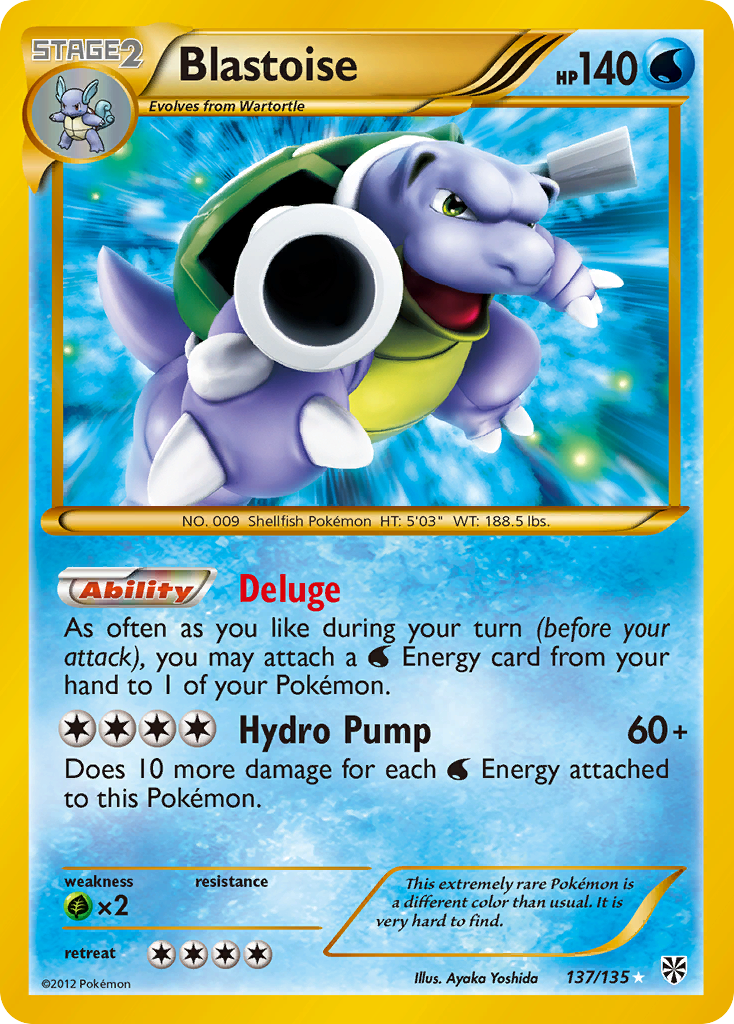 STAGE2
Blastoise
HP140
Evolves from Wartortle
NO. 009 Shellfish Pokémon HT: 5'03" WT: 188.5 lbs.
Ability Deluge
As often as you like during your turn (before your
attack), you may attach a Energy card from your
hand to 1 of your Pokémon.
Hydro Pump 60+
Does 10 more damage for each Energy attached
to this Pokémon.
weakness resistance
×2
This extremely rare Pokémon is
a different color than usual. It is
very hard to find.
retreat
©2012 Pokémon
Illus. Ayaka Yoshida 137/135